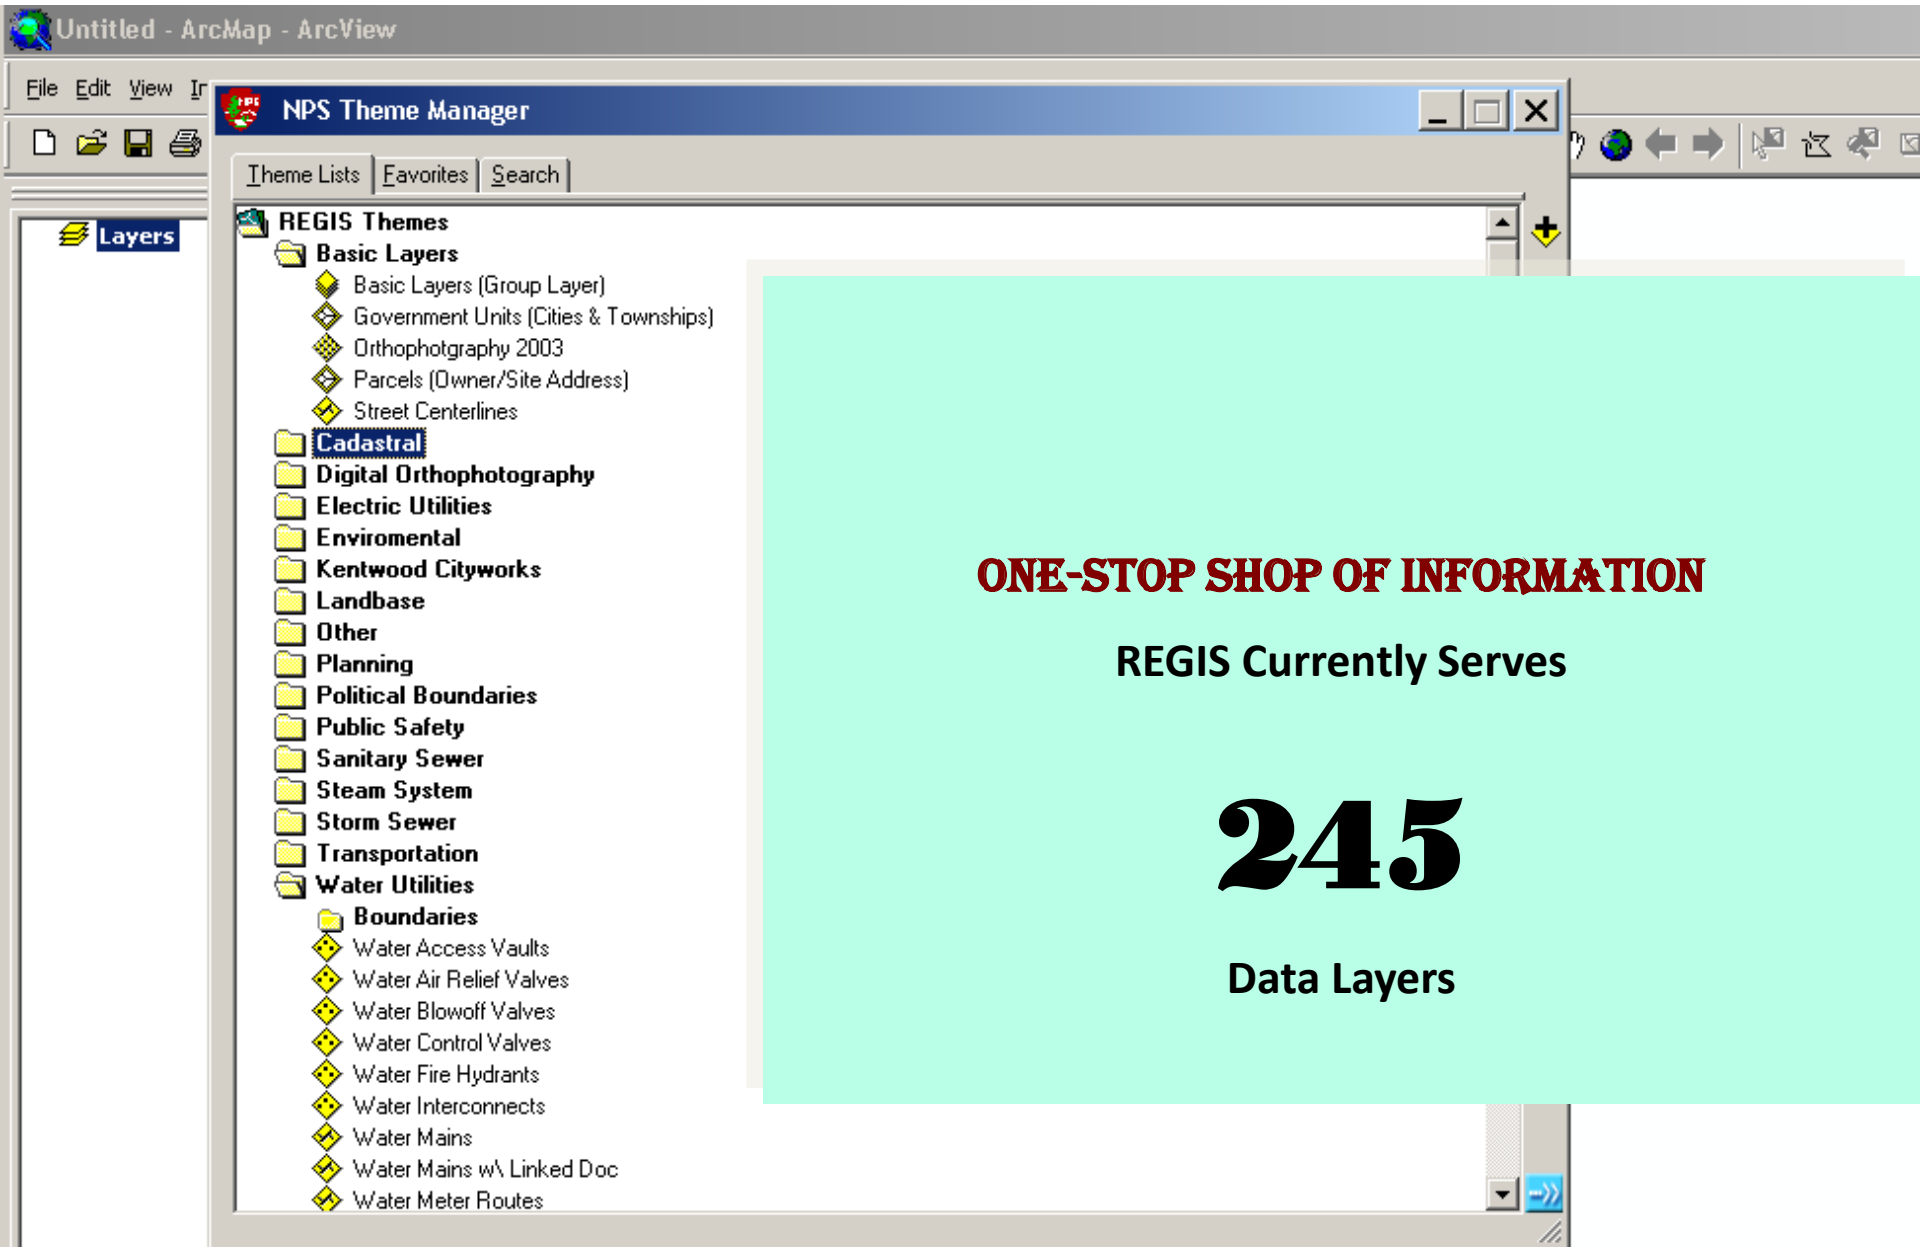 Untitled - ArcMap - ArcView
File Edit View
NPS Theme Manager
Theme Lists Favorites Search
Layers
REGIS Themes
Basic Layers
Basic Layers (Group Layer)
Government Units (Cities & Townships)
Orthophotgraphy 2003
Parcels (Owner/Site Address)
Street Centerlines
Cadastral
Digital Orthophotography
Electric Utilities
Enviromental
Kentwood Cityworks
Landbase
Other
Planning
Political Boundaries
Public Safety
Sanitary Sewer
Steam System
Storm Sewer
Transportation
Water Utilities
Boundaries
Water Access Vaults
Water Air Relief Valves
Water Blowoff Valves
Water Control Valves
Water Fire Hydrants
Water Interconnects
Water Mains
Water Mains w\ Linked Doc
Water Meter Routes
ONE-STOP SHOP OF INFORMATION
REGIS Currently Serves
245
Data Layers